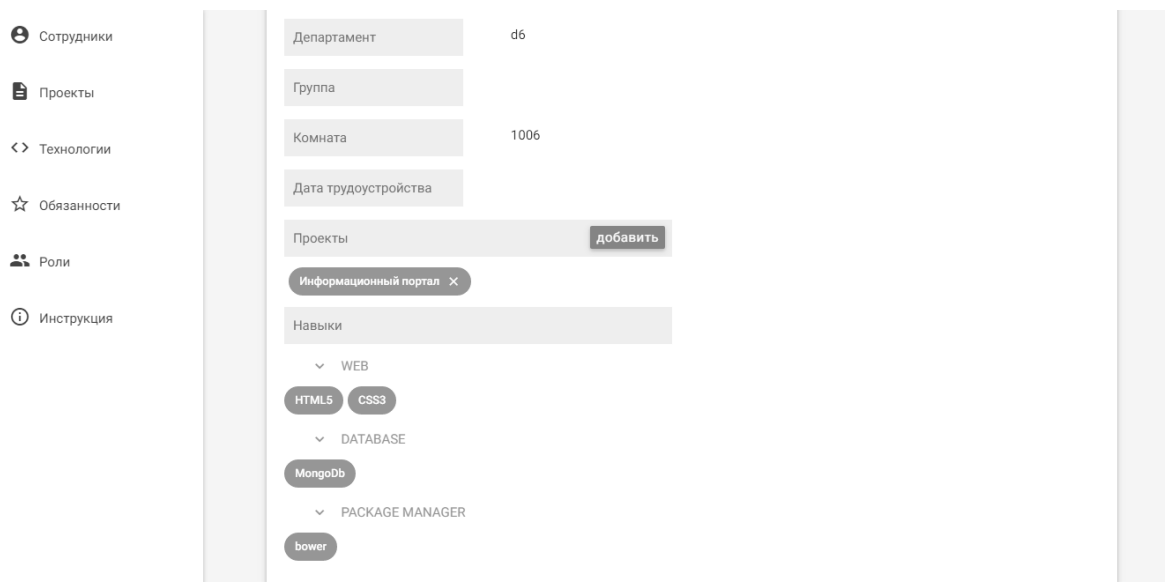 Сотрудники
Проекты
Технологии
Обязанности
Роли
Инструкция
Департамент d6
Группа
Комната 1006
Дата трудоустройства
Проекты добавить
Информационный портал
Навыки
WEB
HTML5 CSS3
DATABASE
MongoDb
PACKAGE MANAGER
bower